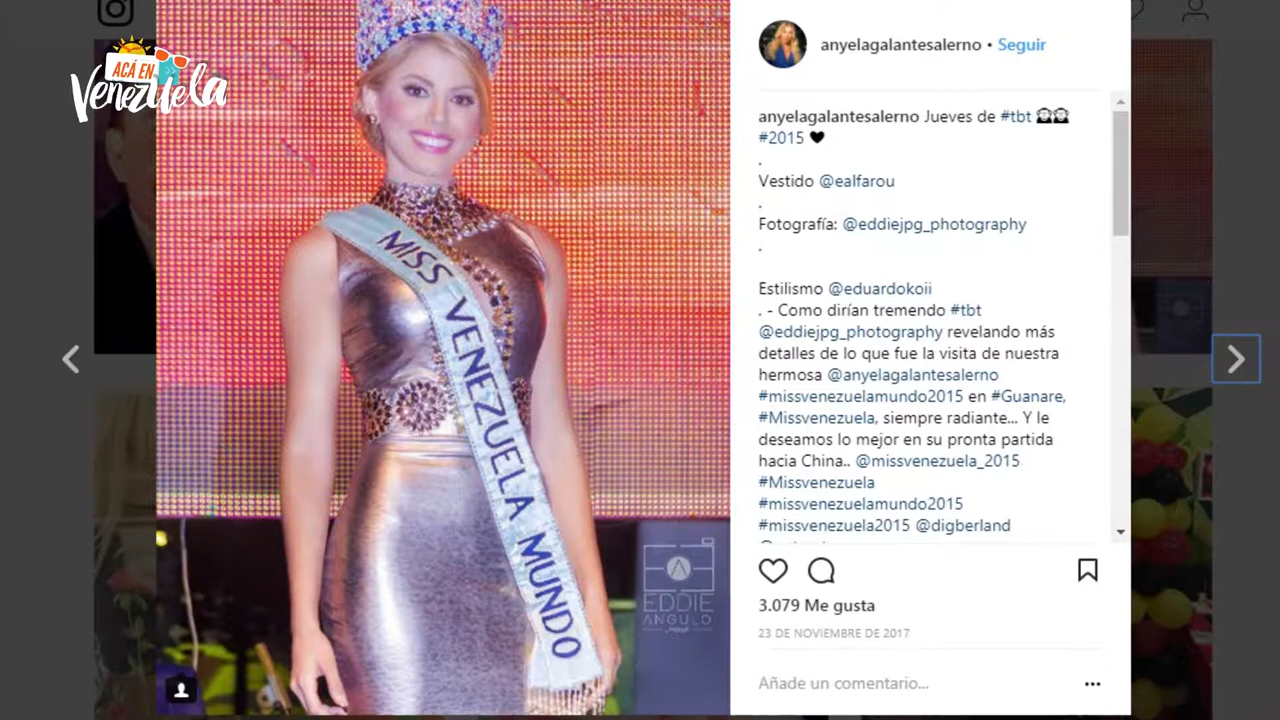 ACÁ EN
Venezuela
MISS VENEZUELA MUNDO
EDDIE
ANGULO
anyelagalantesalerno • Seguir
anyelagalantesalerno Jueves de #tbt
#2015
.
Vestido @ealfarou
.
Fotografía: @eddiejpg_photography
.
Estilismo @eduardokoii
. - Como dirían tremendo #tbt
@eddiejpg_photography revelando más
detalles de lo que fue la visita de nuestra
hermosa @anyelagalantesalerno
#missvenezuelamundo2015 en #Guanare,
#Missvenezuela, siempre radiante... Y le
deseamos lo mejor en su pronta partida
hacia China.. @missvenezuela_2015
#Missvenezuela
#missvenezuelamundo2015
#missvenezuela2015 @digberland
3.079 Me gusta
23 DE NOVIEMBRE DE 2017
Añade un comentario...